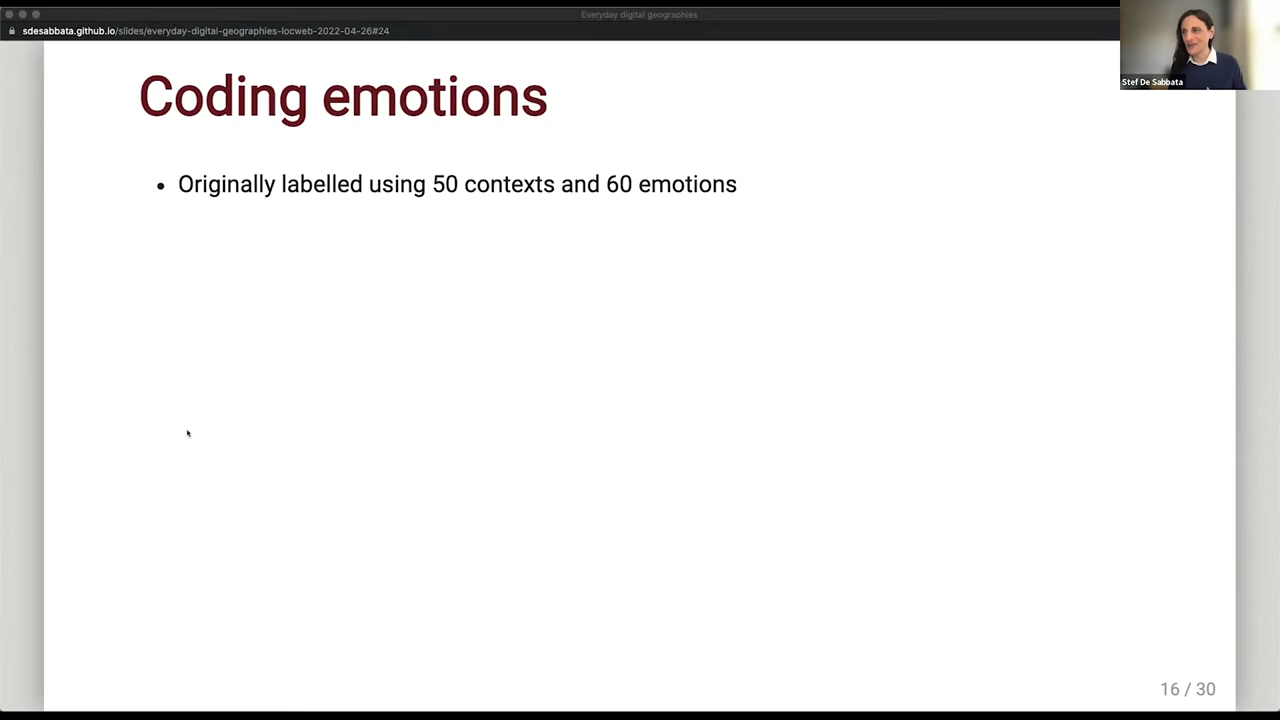 Everyday digital geographies
sdesabbata.github.io/slides/everyday-digital-geographies-locweb-2022-04-26#24
Stef De Sabbata
Coding emotions
• Originally labelled using 50 contexts and 60 emotions
16 / 30